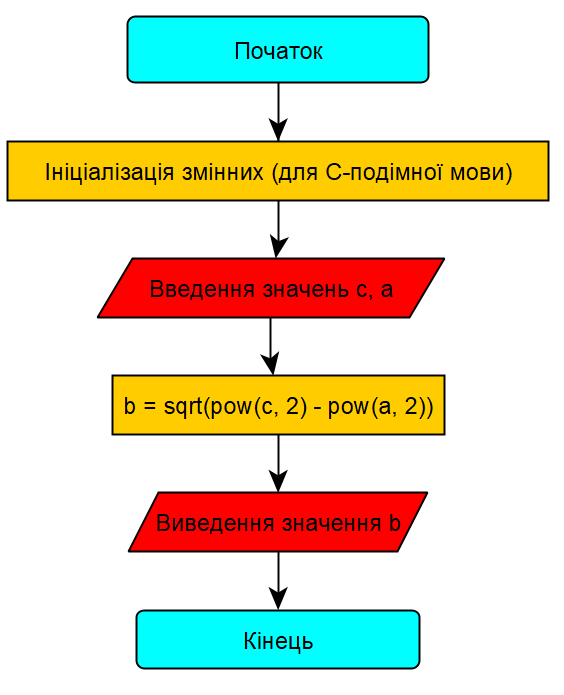 Початок
Ініціалізація змінних (для С-подімної мови)
Введення значень c, a
b = sqrt(pow(c, 2) - pow(a, 2))
Виведення значення b
Кінець